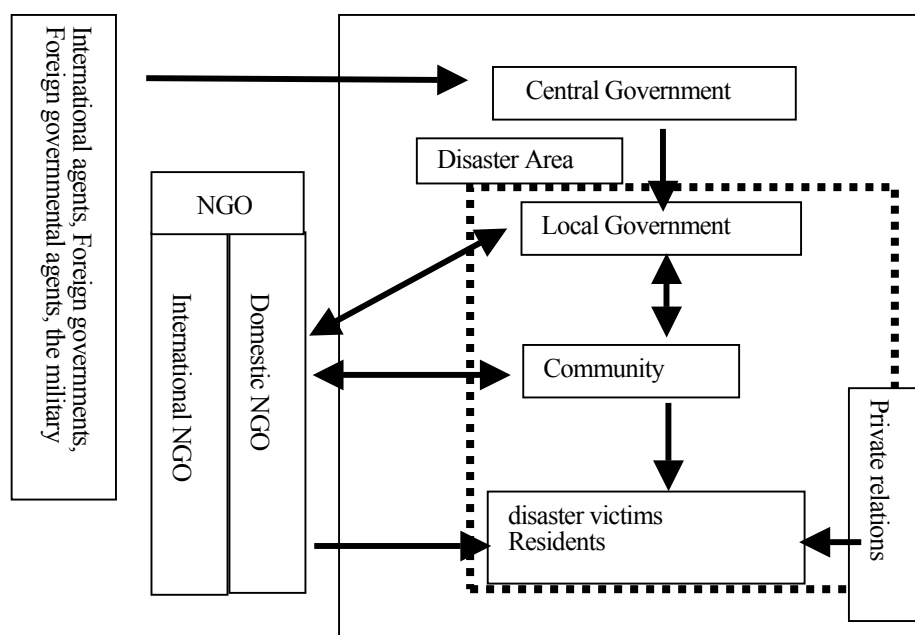 International agents, Foreign governments,
Foreign governmental agents, the military
Central Government
Disaster Area
NGO
Local Government
International NGO
Domestic NGO
Community
Private relations
disaster victims
Residents